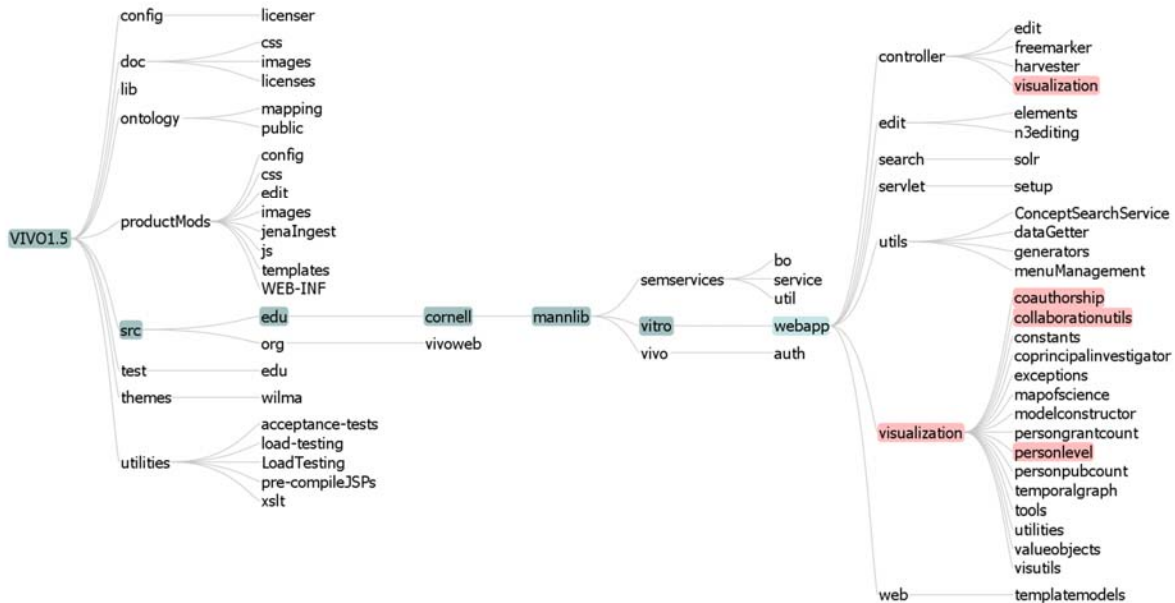 VIVO1.5
config
licenser
doc
css
images
licenses
lib
ontology
mapping
public
productMods
config
css
edit
images
jenaIngest
js
templates
WEB-INF
src
edu
cornell
mannlib
semservices
bo
service
util
vitro
webapp
controller
edit
freemarker
harvester
visualization
edit
elements
n3editing
search
solr
servlet
setup
utils
ConceptSearchService
dataGetter
generators
menuManagement
visualization
coauthorship
collaborationutils
constants
coprincipalinvestigator
exceptions
mapofscience
modelconstructor
persongrantcount
personlevel
personpubcount
temporalgraph
tools
utilities
valueobjects
visutils
web
templatemodels
vivo
auth
org
vivoweb
test
edu
themes
wilma
utilities
acceptance-tests
load-testing
LoadTesting
pre-compileJSPs
xslt